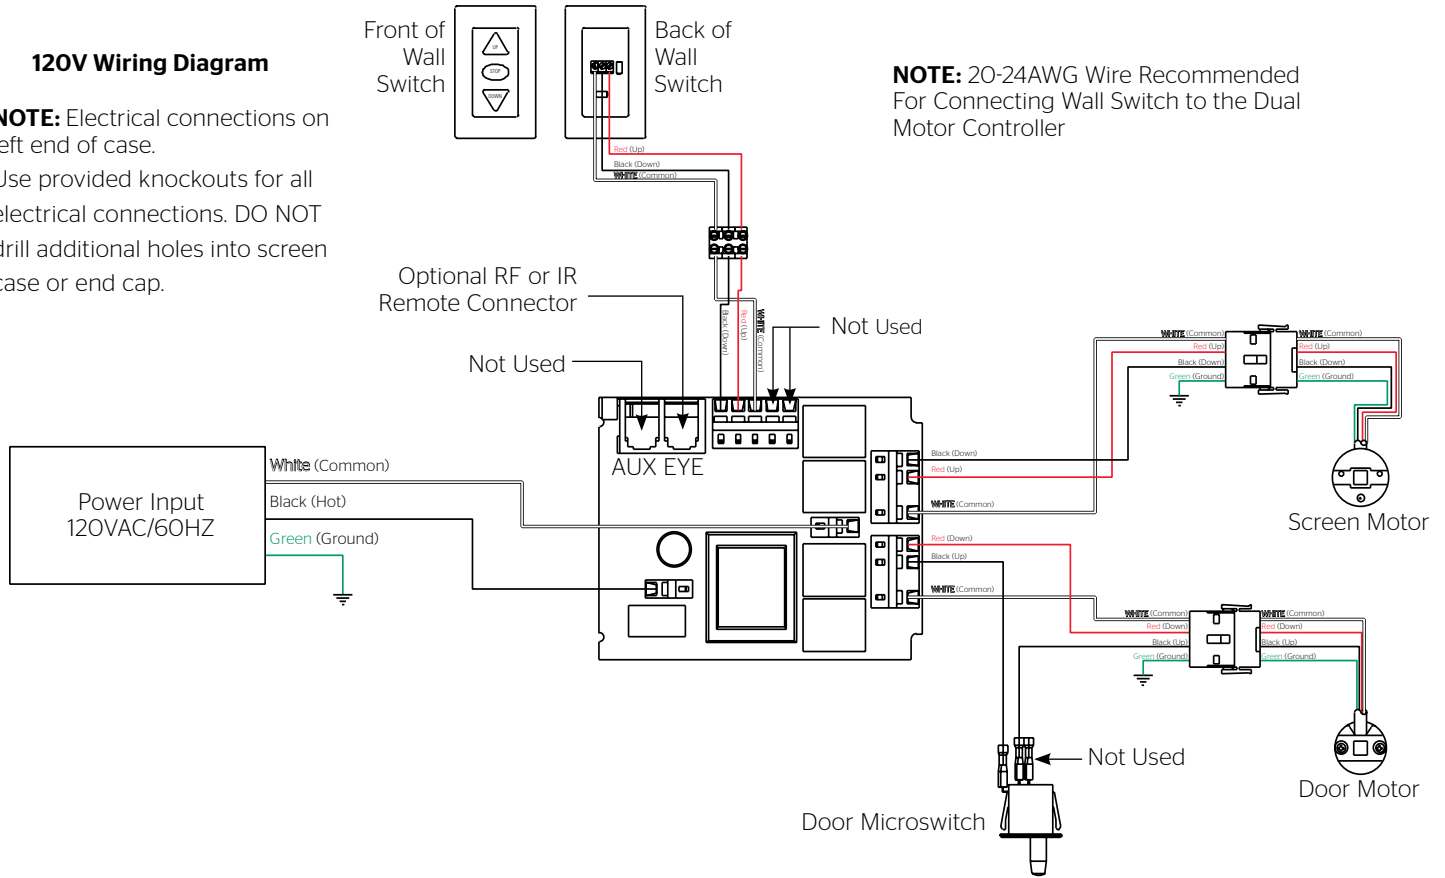 120V Wiring Diagram
NOTE: Electrical connections on
left end of case.
Use provided knockouts for all
electrical connections. DO NOT
drill additional holes into screen
case or end cap.
Front of
Wall
Switch
UP
STOP
DOWN
Back of
Wall
Switch
NOTE: 20-24AWG Wire Recommended
For Connecting Wall Switch to the Dual
Motor Controller
Red (Up)
Black (Down)
WHITE (Common)
Optional RF or IR
Remote Connector
Not Used
Black (Down)
Red (Up)
WHITE (Common)
Not Used
AUX EYE
Power Input
120VAC/60HZ
White (Common)
Black (Hot)
Green (Ground)
Black (Down)
Red (Up)
WHITE (Common)
Red (Down)
Black (Up)
WHITE (Common)
WHITE (Common)
Red (Up)
Black (Down)
Green (Ground)
WHITE (Common)
Red (Up)
Black (Down)
Green (Ground)
Screen Motor
WHITE (Common)
Red (Down)
Black (Up)
Green (Ground)
WHITE (Common)
Red (Down)
Black (Up)
Green (Ground)
Door Motor
Not Used
Door Microswitch